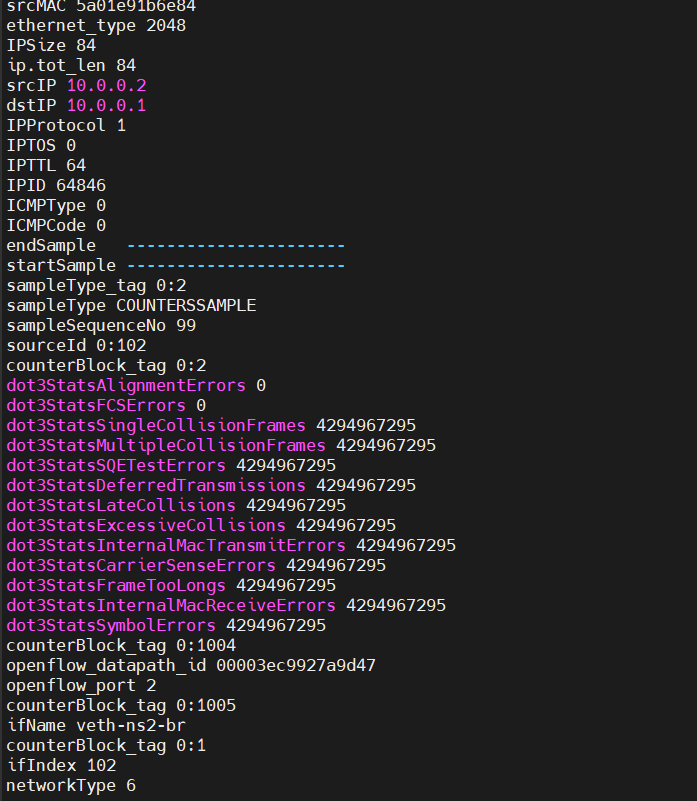 srcMAC 5a01e91b6e84
ethernet_type 2048
IPSize 84
ip.tot_len 84
srcIP 10.0.0.2
dstIP 10.0.0.1
IPProtocol 1
IPTOS 0
IPTTL 64
IPID 64846
ICMPType 0
ICMPCode 0
endSample   ----------------------
startSample ----------------------
sampleType_tag 0:2
sampleType COUNTERSSAMPLE
sampleSequenceNo 99
sourceId 0:102
counterBlock_tag 0:2
dot3StatsAlignmentErrors 0
dot3StatsFCSErrors 0
dot3StatsSingleCollisionFrames 4294967295
dot3StatsMultipleCollisionFrames 4294967295
dot3StatsSQETestErrors 4294967295
dot3StatsDeferredTransmissions 4294967295
dot3StatsLateCollisions 4294967295
dot3StatsExcessiveCollisions 4294967295
dot3StatsInternalMacTransmitErrors 4294967295
dot3StatsCarrierSenseErrors 4294967295
dot3StatsFrameTooLongs 4294967295
dot3StatsInternalMacReceiveErrors 4294967295
dot3StatsSymbolErrors 4294967295
counterBlock_tag 0:1004
openflow_datapath_id 00003ec9927a9d47
openflow_port 2
counterBlock_tag 0:1005
ifName veth-ns2-br
counterBlock_tag 0:1
ifIndex 102
networkType 6